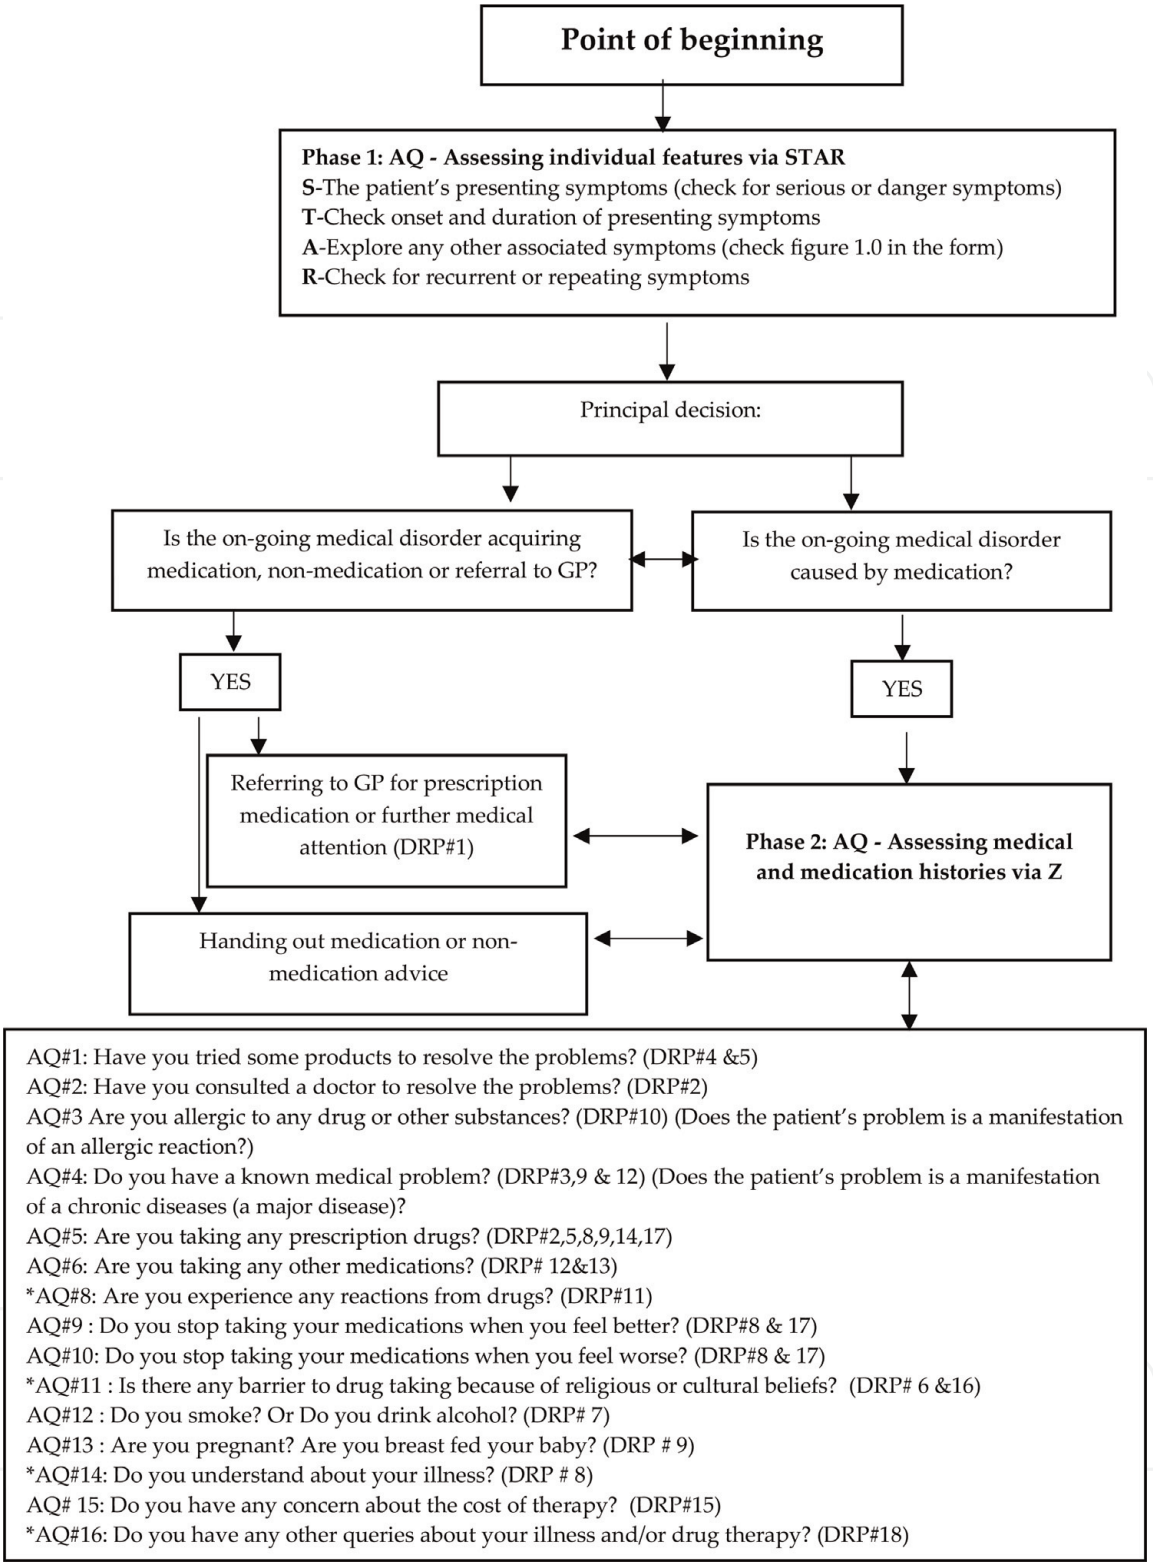 Point of beginning
Phase 1: AQ - Assessing individual features via STAR
S-The patient's presenting symptoms (check for serious or danger symptoms)
T-Check onset and duration of presenting symptoms
A-Explore any other associated symptoms (check figure 1.0 in the form)
R-Check for recurrent or repeating symptoms
Principal decision:
Is the on-going medical disorder acquiring
medication, non-medication or referral to GP?
Is the on-going medical disorder
caused by medication?
YES
YES
Referring to GP for prescription
medication or further medical
attention (DRP#1)
Phase 2: AQ - Assessing medical
and medication histories via Z
Handing out medication or non-
medication advice
AQ#1: Have you tried some products to resolve the problems? (DRP#4 &5)
AQ#2: Have you consulted a doctor to resolve the problems? (DRP#2)
AQ#3 Are you allergic to any drug or other substances? (DRP#10) (Does the patient's problem is a manifestation
of an allergic reaction?)
AQ#4: Do you have a known medical problem? (DRP#3,9 & 12) (Does the patient's problem is a manifestation
of a chronic diseases (a major disease)?
AQ#5: Are you taking any prescription drugs? (DRP#2,5,8,9,14,17)
AQ#6: Are you taking any other medications? (DRP# 12&13)
*AQ#8: Are you experience any reactions from drugs? (DRP#11)
AQ#9 : Do you stop taking your medications when you feel better? (DRP#8 & 17)
AQ#10: Do you stop taking your medications when you feel worse? (DRP#8 & 17)
*AQ#11 : Is there any barrier to drug taking because of religious or cultural beliefs? (DRP# 6 &16)
AQ#12 : Do you smoke? Or Do you drink alcohol? (DRP# 7)
AQ#13 : Are you pregnant? Are you breast fed your baby? (DRP # 9)
*AQ#14: Do you understand about your illness? (DRP # 8)
AQ# 15: Do you have any concern about the cost of therapy? (DRP#15)
*AQ#16: Do you have any other queries about your illness and/or drug therapy? (DRP#18)